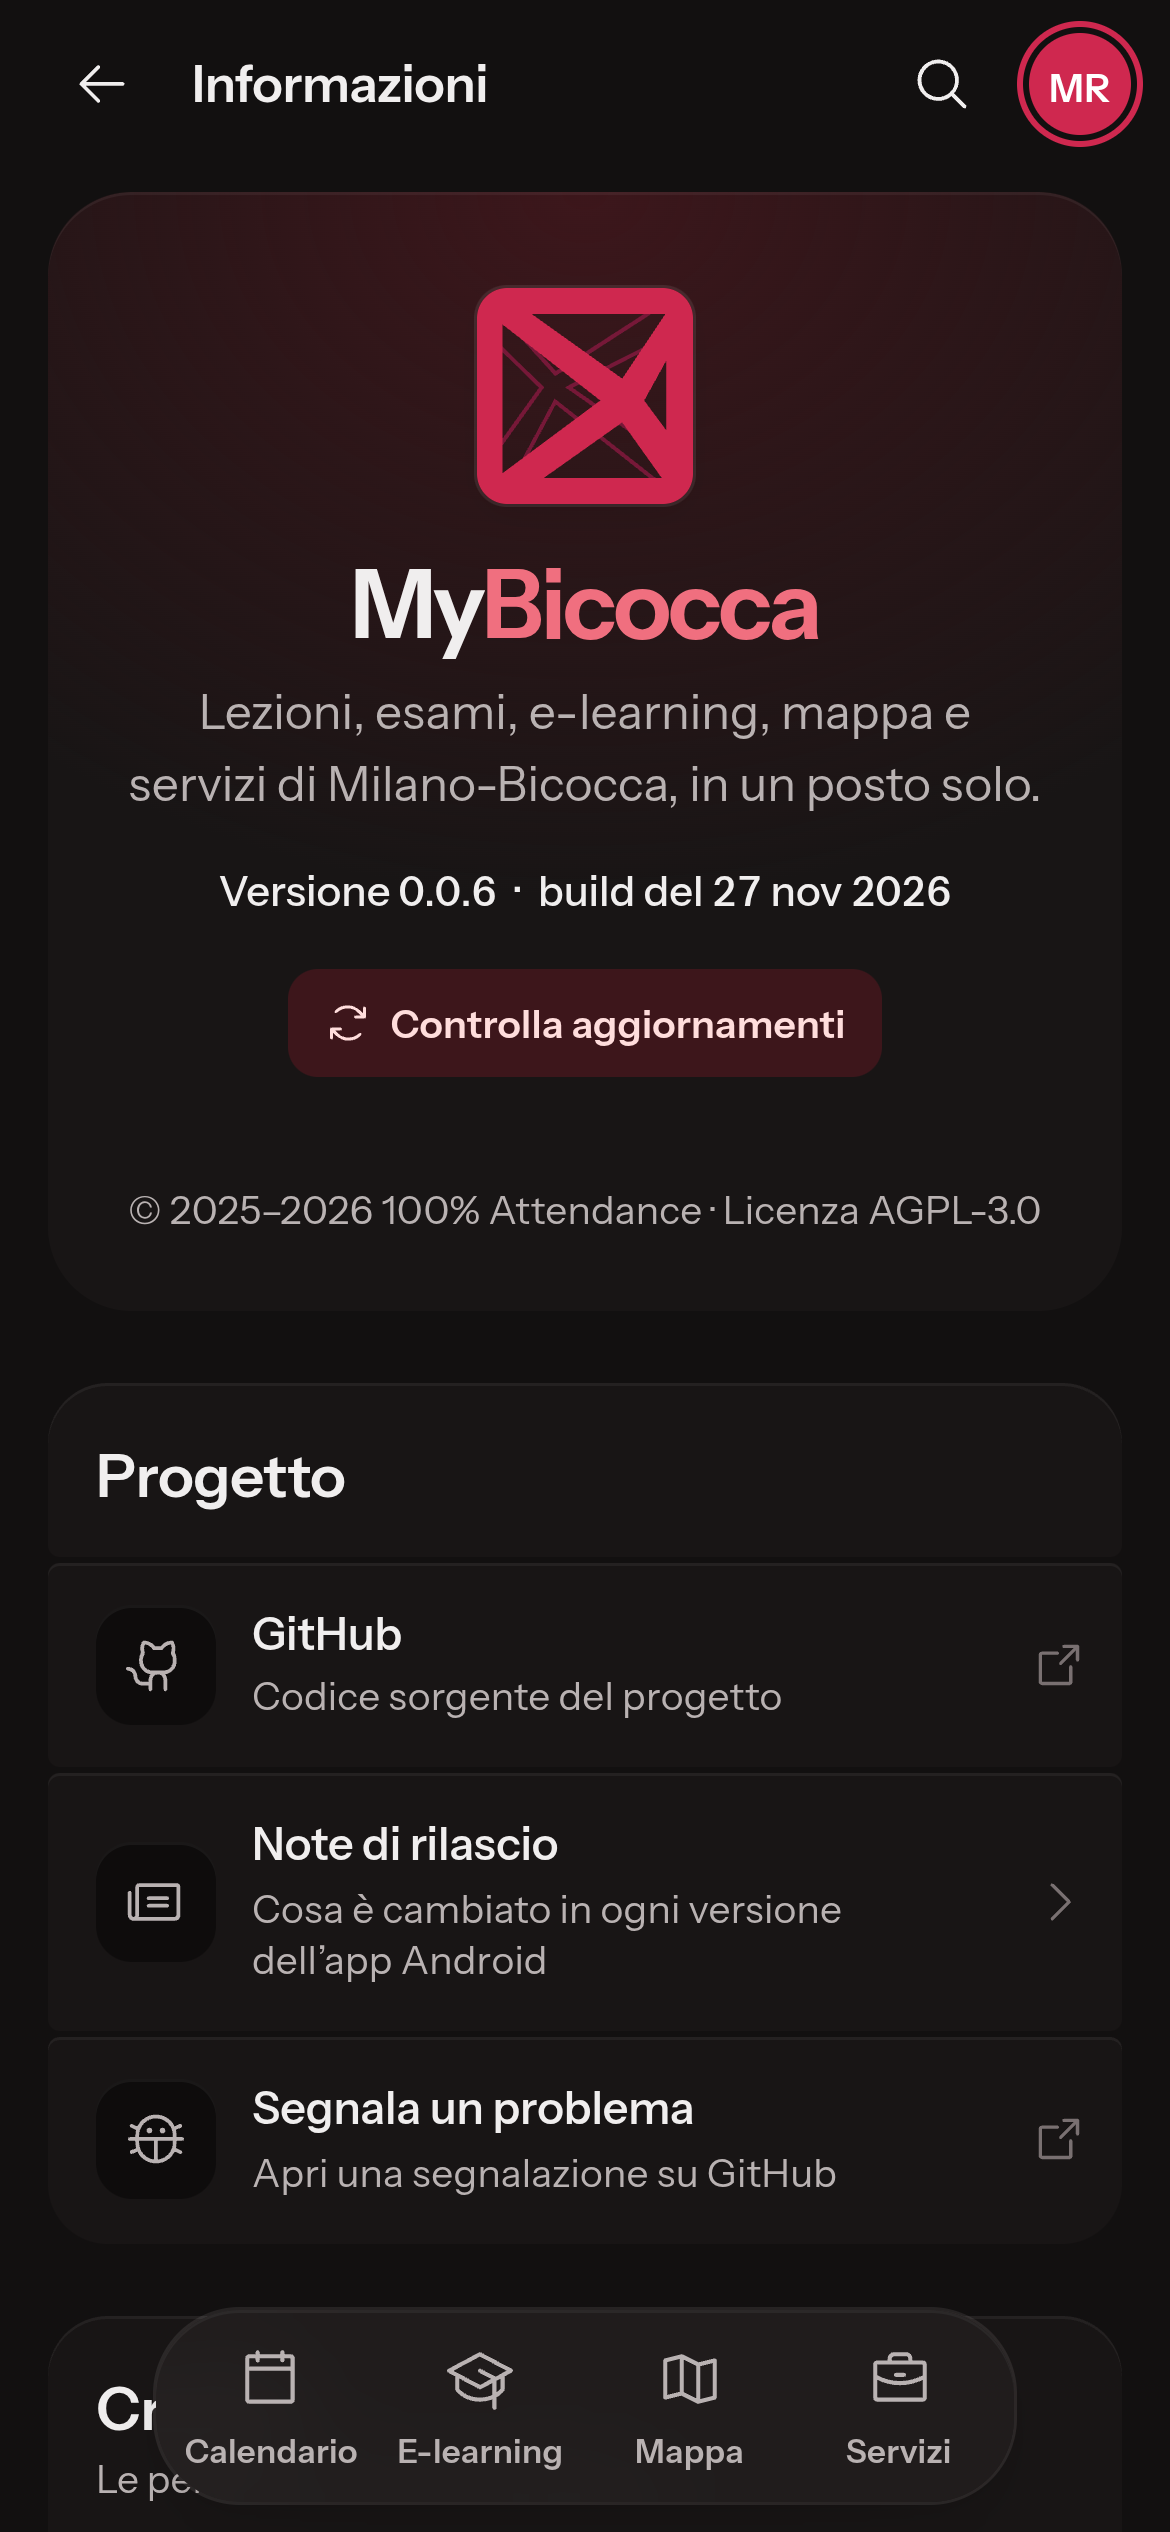 Informazioni
MR
MyBicocca
Lezioni, esami, e-learning, mappa e
servizi di Milano-Bicocca, in un posto solo.
Versione 0.0.6 · build del 27 nov 2026
Controlla aggiornamenti
© 2025–2026 100% Attendance · Licenza AGPL-3.0
Progetto
GitHub
Codice sorgente del progetto
Note di rilascio
Cosa è cambiato in ogni versione
dell’app Android
Segnala un problema
Apri una segnalazione su GitHub
Le
Calendario
E-learning
Mappa
Servizi